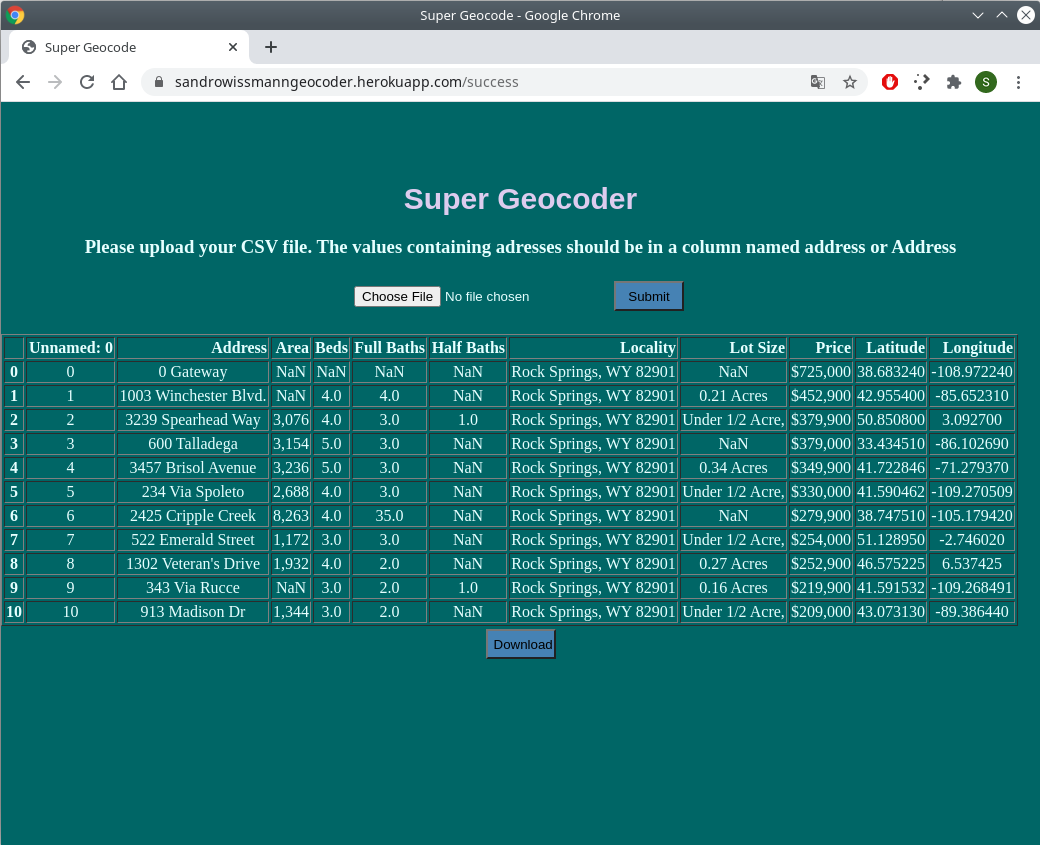 Super Geocode - Google Chrome
Super Geocode
sandrowissmanngeocoder.herokuapp.com/success
S
Super Geocoder
Please upload your CSV file. The values containing adresses should be in a column named address or Address
Choose File No file chosen Submit
Unnamed: 0 Address Area Beds Full Baths Half Baths Locality Lot Size Price Latitude Longitude
0 0 0 Gateway NaN NaN NaN NaN Rock Springs, WY 82901 NaN $725,000 38.683240 -108.972240
1 1 1003 Winchester Blvd. NaN 4.0 4.0 NaN Rock Springs, WY 82901 0.21 Acres $452,900 42.955400 -85.652310
2 2 3239 Spearhead Way 3,076 4.0 3.0 1.0 Rock Springs, WY 82901 Under 1/2 Acre, $379,900 50.850800 3.092700
3 3 600 Talladega 3,154 5.0 3.0 NaN Rock Springs, WY 82901 NaN $379,000 33.434510 -86.102690
4 4 3457 Brisol Avenue 3,236 5.0 3.0 NaN Rock Springs, WY 82901 0.34 Acres $349,900 41.722846 -71.279370
5 5 234 Via Spoleto 2,688 4.0 3.0 NaN Rock Springs, WY 82901 Under 1/2 Acre, $330,000 41.590462 -109.270509
6 6 2425 Cripple Creek 8,263 4.0 35.0 NaN Rock Springs, WY 82901 NaN $279,900 38.747510 -105.179420
7 7 522 Emerald Street 1,172 3.0 3.0 NaN Rock Springs, WY 82901 Under 1/2 Acre, $254,000 51.128950 -2.746020
8 8 1302 Veteran's Drive 1,932 4.0 2.0 NaN Rock Springs, WY 82901 0.27 Acres $252,900 46.575225 6.537425
9 9 343 Via Rucce NaN 3.0 2.0 1.0 Rock Springs, WY 82901 0.16 Acres $219,900 41.591532 -109.268491
10 10 913 Madison Dr 1,344 3.0 2.0 NaN Rock Springs, WY 82901 Under 1/2 Acre, $209,000 43.073130 -89.386440
Download